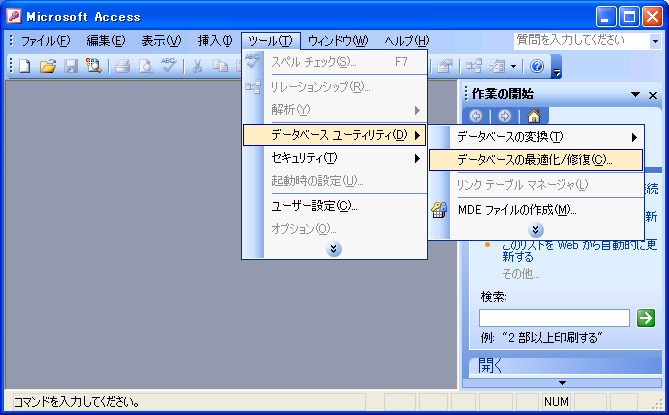 Microsoft Access
ファイル(F) 編集(E) 表示(V) 挿入(I) ツール(T) ウィンドウ(W) ヘルプ(H) 質問を入力してください
スペル チェック(S)... F7
リレーションシップ(R)...
解析(Y)
データベース ユーティリティ(D)
セキュリティ(T)
起動時の設定(U)...
ユーザー設定(C)...
オプション(O)...
データベースの変換(T)
データベースの最適化/修復(C)...
リンク テーブル マネージャ(L)
MDE ファイルの作成(M)...
作業の開始
接続
新
このリストを Web から自動的に更新する
その他...
検索:
例: "2 部以上印刷する"
開く
コマンドを入力してください。 NUM